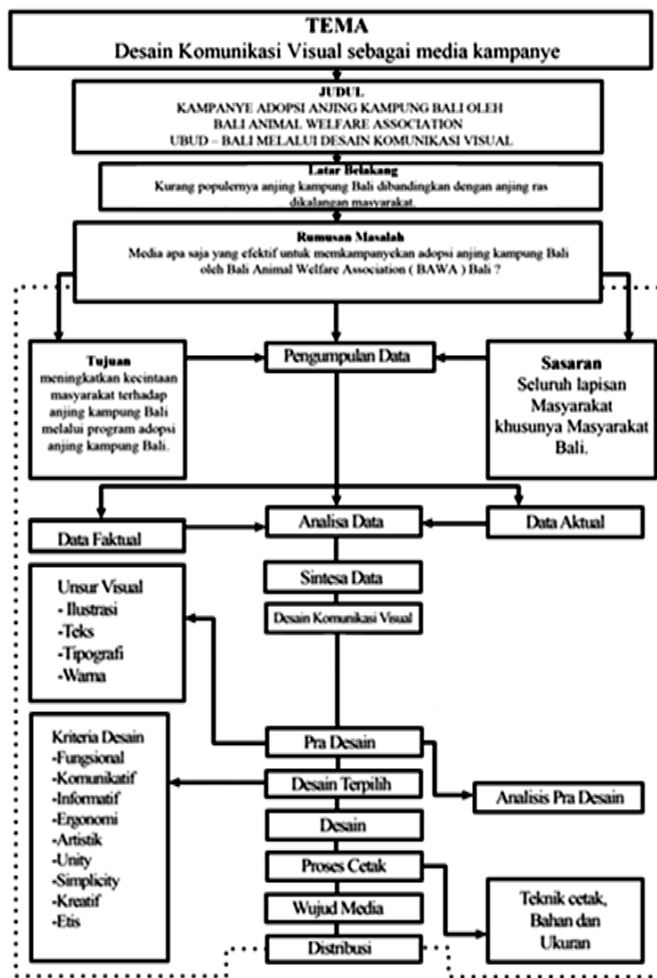 TEMA
Desain Komunikasi Visual sebagai media kampanye
JUDUL
KAMPANYE ADOPSI ANJING KAMPUNG BALI OLEH
BALI ANIMAL WELFARE ASSOCIATION
UBUD – BALI MELALUI DESAIN KOMUNIKASI VISUAL
Latar Belakang
Kurang populernya anjing kampung Bali dibandingkan dengan anjing ras
dikalangan masyarakat.
Rumusan Masalah
Media apa saja yang efektif untuk memkampanyekan adopsi anjing kampung Bali
oleh Bali Animal Welfare Association ( BAWA ) Bali ?
Tujuan
meningkatkan kecintaan
masyarakat terhadap
anjing kampung Bali
melalui program adopsi
anjing kampung Bali.
Pengumpulan Data
Sasaran
Seluruh lapisan
Masyarakat
khusunya Masyarakat
Bali.
Data Faktual
Analisa Data
Data Aktual
Sintesa Data
Desain Komunikasi Visual
Unsur Visual
- Ilustrasi
-Teks
-Tipografi
-Warna
Pra Desain
Kriteria Desain
-Fungsional
-Komunikatif
-Informatif
-Ergonomi
-Artistik
-Unity
-Simplicity
-Kreatif
-Etis
Desain Terpilih
Analisis Pra Desain
Desain
Proses Cetak
Wujud Media
Distribusi
Teknik cetak,
Bahan dan
Ukuran